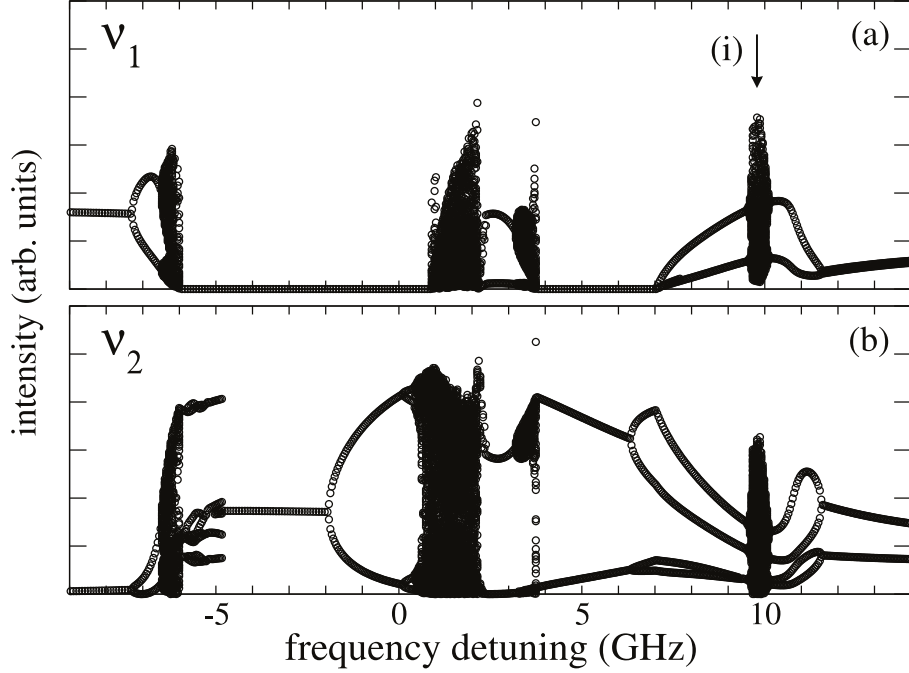 ν1
(i)
(a)
ν2
(b)
intensity (arb. units)
-5
0
5
10
frequency detuning (GHz)